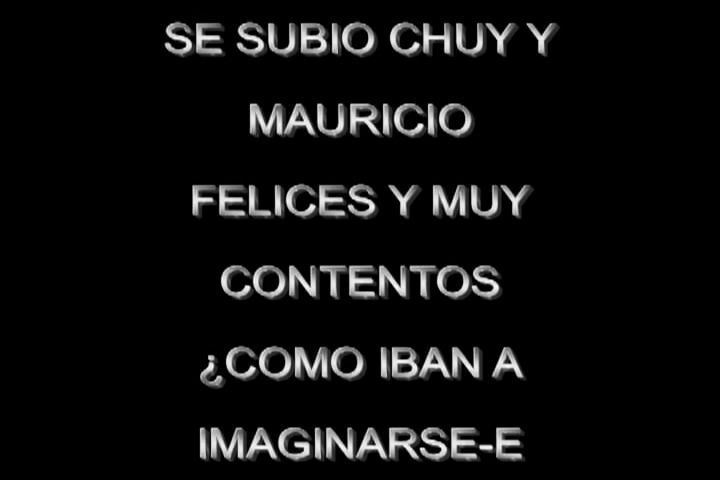 SE SUBIO CHUY Y
MAURICIO
FELICES Y MUY
CONTENTOS
¿COMO IBAN A
IMAGINARSE-E